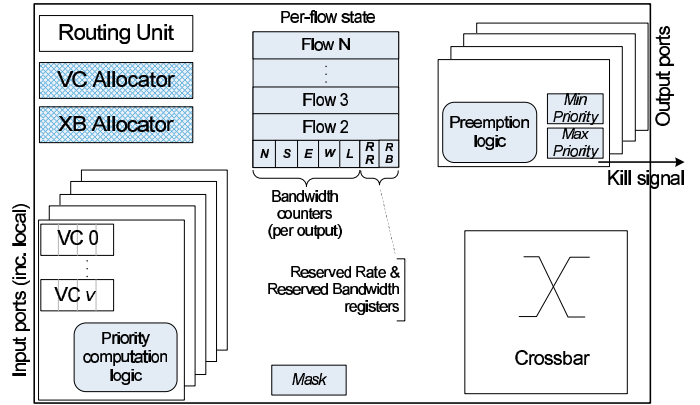 Routing Unit
VC Allocator
XB Allocator
Per-flow state
Flow N
Flow 3
Flow 2
N S E W L RR RB
Bandwidth
counters
(per output)
Reserved Rate &
Reserved Bandwidth
registers
Output ports
Preemption
logic
Min
Priority
Max
Priority
Kill signal
Input ports (inc. local)
VC 0
VC v
Priority
computation
logic
Mask
Crossbar